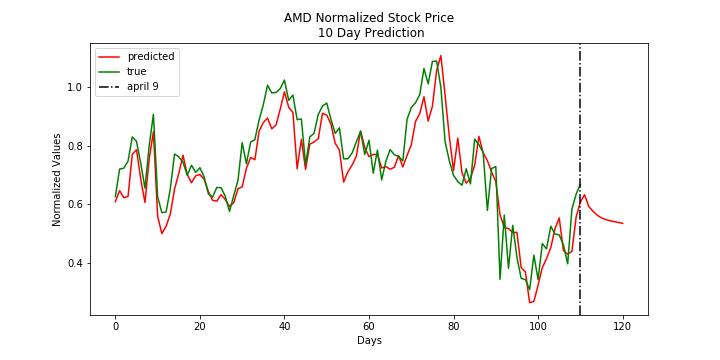 AMD Normalized Stock Price
10 Day Prediction
predicted
true
april 9
Normalized Values
1.0
0.8
0.6
0.4
0
20
40
60
80
100
120
Days